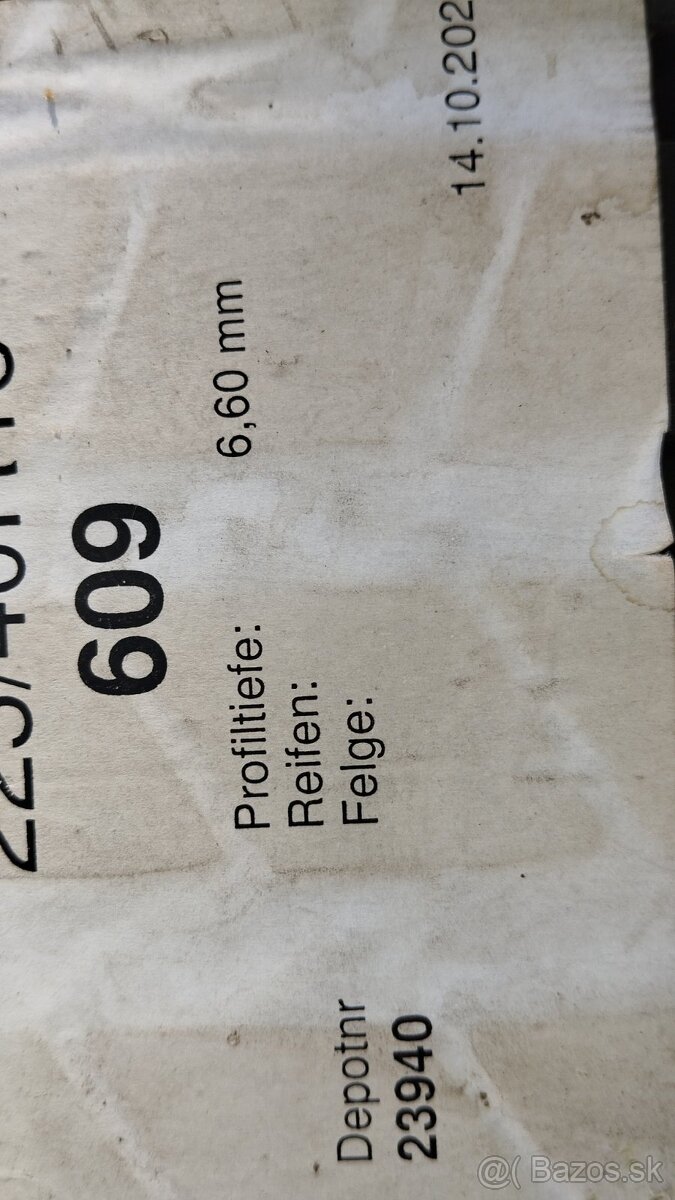 609
Profiltiefe: 6,60 mm
Reifen:
Felge:
Depotnr
23940
14.10.202
@( Bazos.sk